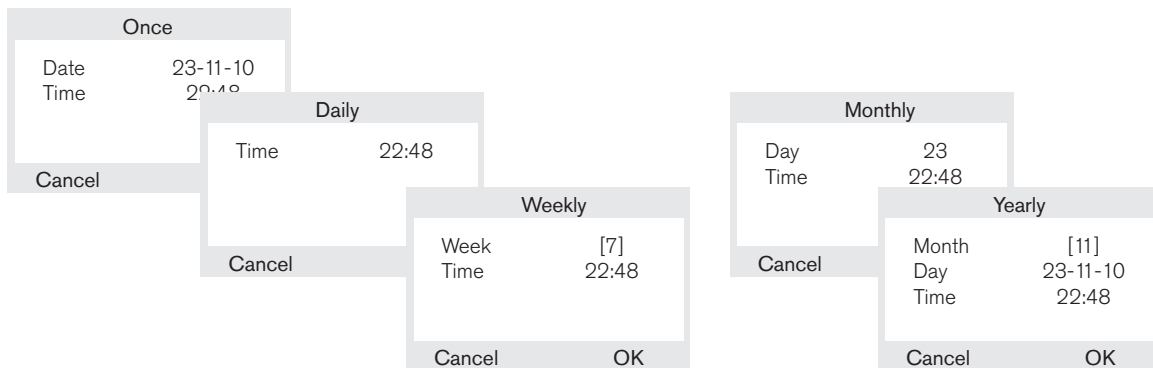 Once
Date 23-11-10
Time 22:48
Cancel
Daily
Time 22:48
Cancel
Weekly
Week [7]
Time 22:48
Cancel OK
Monthly
Day 23
Time 22:48
Cancel
Yearly
Month [11]
Day 23-11-10
Time 22:48
Cancel OK